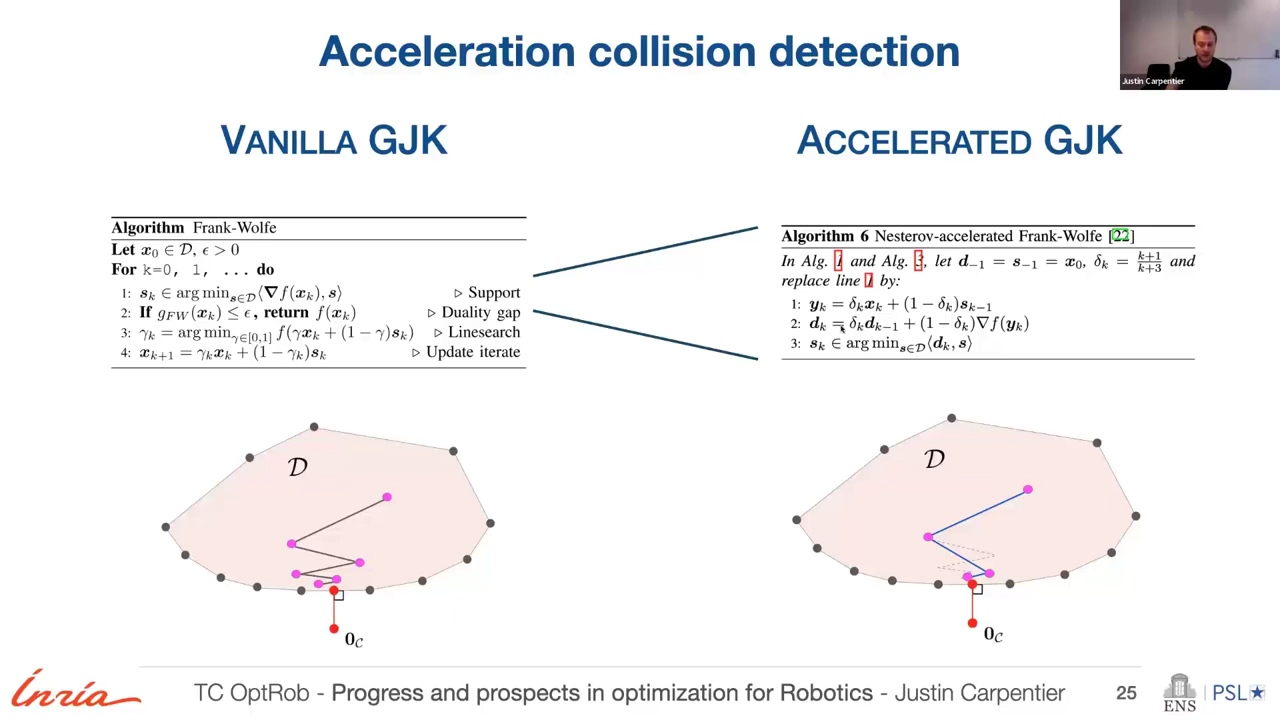 Acceleration collision detection
Justin Carpentier
VANILLA GJK
Algorithm Frank-Wolfe
Let x₀ ∈ 𝒟, ϵ > 0
For k=0, 1, ... do
1: sₖ ∈ arg minₛ∈𝒟⟨∇f(xₖ), s⟩ ▷ Support
2: If g_FW(xₖ) ≤ ϵ, return f(xₖ) ▷ Duality gap
3: γₖ = arg min_γ∈[0,1] f(γxₖ + (1 − γ)sₖ) ▷ Linesearch
4: xₖ₊₁ = γₖxₖ + (1 − γₖ)sₖ ▷ Update iterate
𝒟
0_𝒞
ACCELERATED GJK
Algorithm 6 Nesterov-accelerated Frank-Wolfe [22]
In Alg. 1 and Alg. 3, let d₋₁ = s₋₁ = x₀, δₖ = (k+1)/(k+3) and
replace line 1 by:
1: yₖ = δₖxₖ + (1 − δₖ)sₖ₋₁
2: dₖ = δₖdₖ₋₁ + (1 − δₖ)∇f(yₖ)
3: sₖ ∈ arg minₛ∈𝒟⟨dₖ, s⟩
𝒟
0_𝒞
Inria
TC OptRob - Progress and prospects in optimization for Robotics - Justin Carpentier
25
ENS
PSL